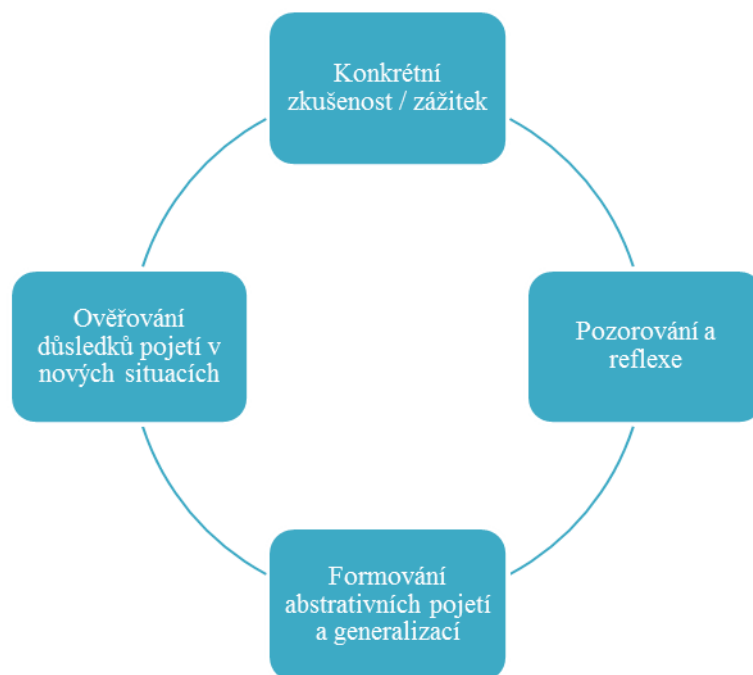 Konkrétní
zkušenost / zážitek
Ověřování
důsledků pojetí v
nových situacích
Pozorování a
reflexe
Formování
abstrativních pojetí
a generalizací